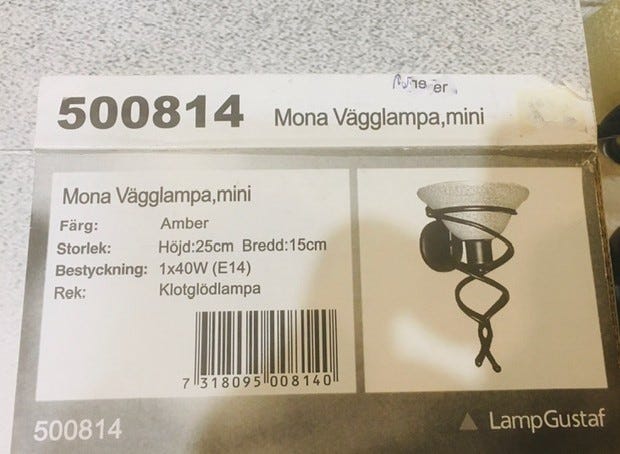 er
500814 Mona Vägglampa,mini
Mona Vägglampa,mini
Färg: Amber
Storlek: Höjd:25cm Bredd:15cm
Bestyckning: 1x40W (E14)
Rek: Klotglödlampa
7 318095 008140
500814
LampGustaf